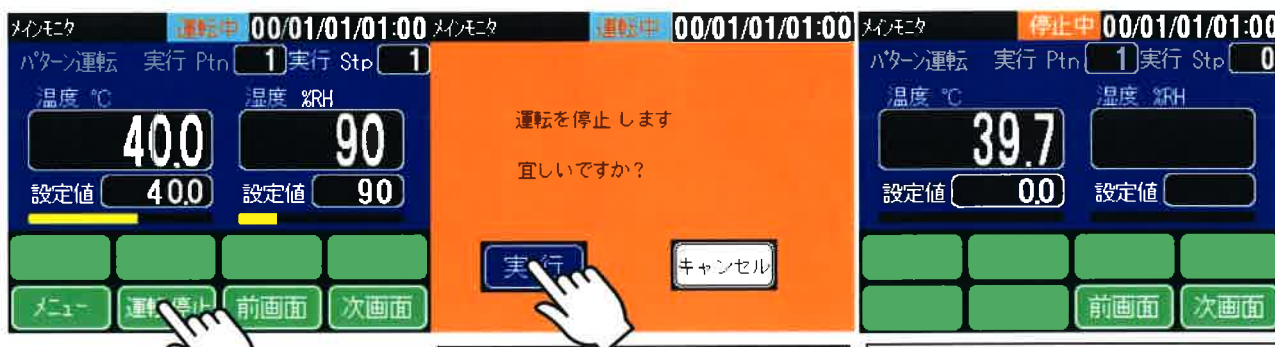 メインモニタ 運転中 00/01/01/01:00
パターン運転 実行 Ptn 1 実行 Stp 1
温度 ℃ 湿度 %RH
40.0 90
設定値 40.0 設定値 90
メニュー 運転停止 前画面 次画面
メインモニタ 運転中 00/01/01/01:00
運転を停止します
宜しいですか?
実行 キャンセル
メインモニタ 停止中 00/01/01/01:00
パターン運転 実行 Ptn 1 実行 Stp 0
温度 ℃ 湿度 %RH
39.7
設定値 0.0 設定値
前画面 次画面